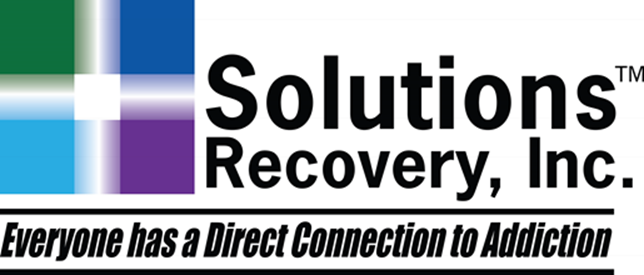 Solutions™
Recovery, Inc.
Everyone has a Direct Connection to Addiction